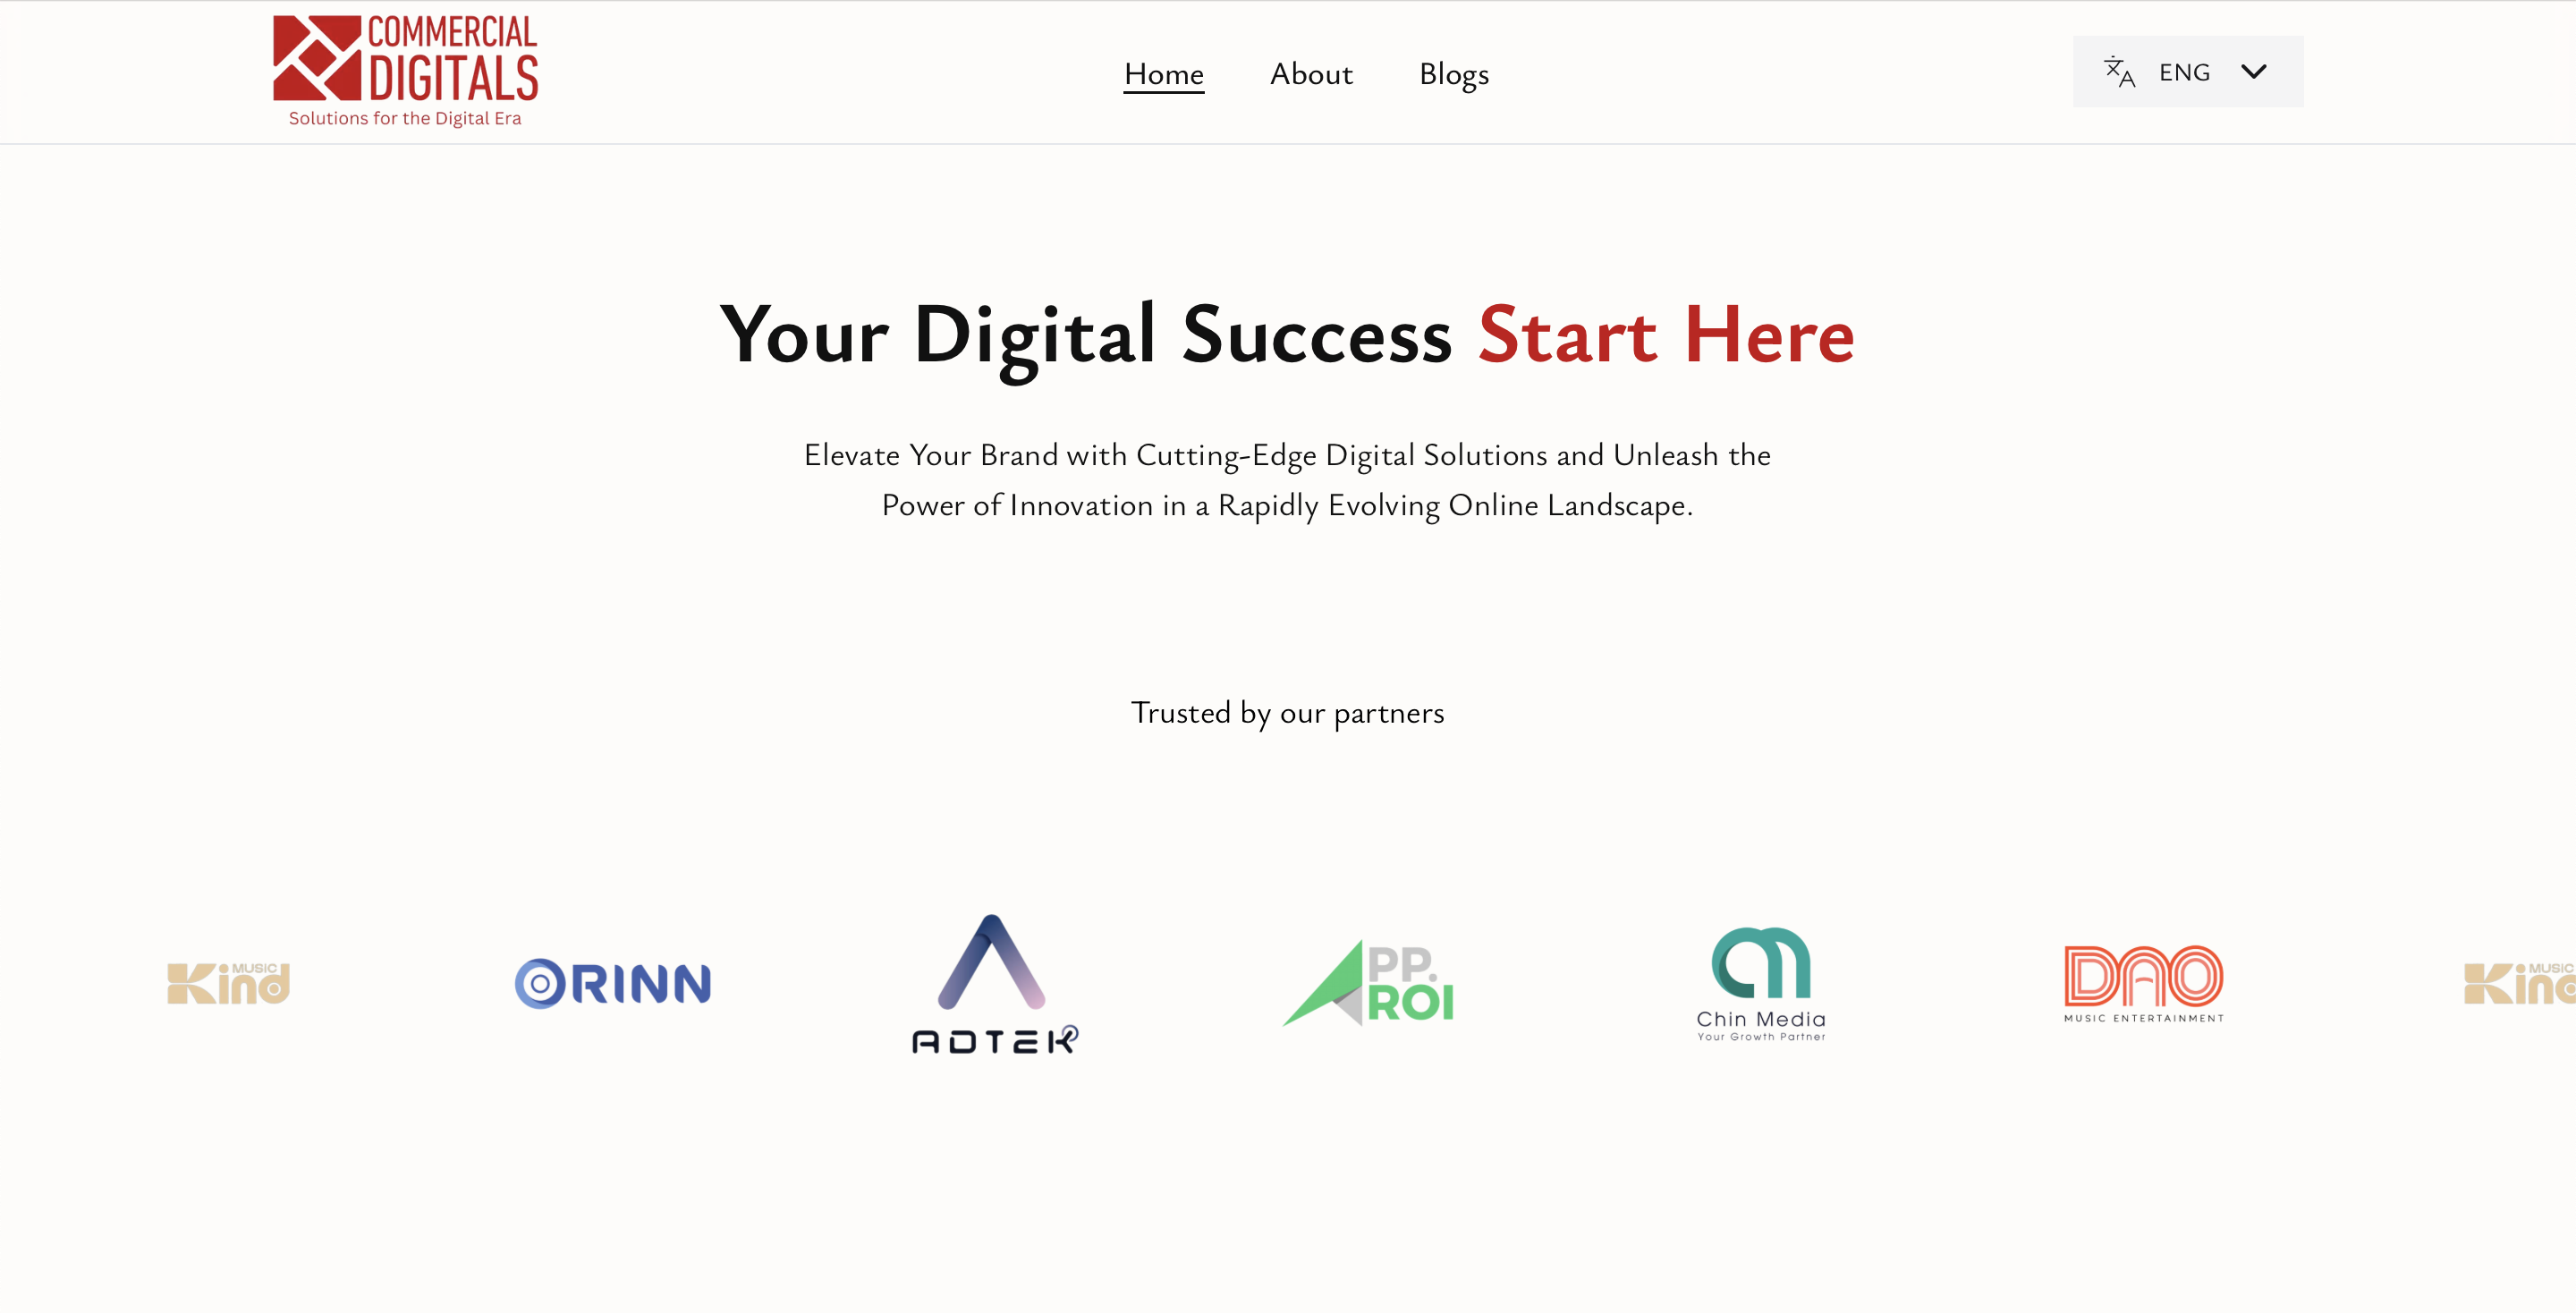 COMMERCIAL
DIGITALS
Solutions for the Digital Era
Home About Blogs
ENG
Your Digital Success Start Here
Elevate Your Brand with Cutting-Edge Digital Solutions and Unleash the
Power of Innovation in a Rapidly Evolving Online Landscape.
Trusted by our partners
MUSIC
Kind
ORINN
ADTEK
APP.
ROI
Chin Media
Your Growth Partner
DAO
MUSIC ENTERTAINMENT
MUSIC
Kind